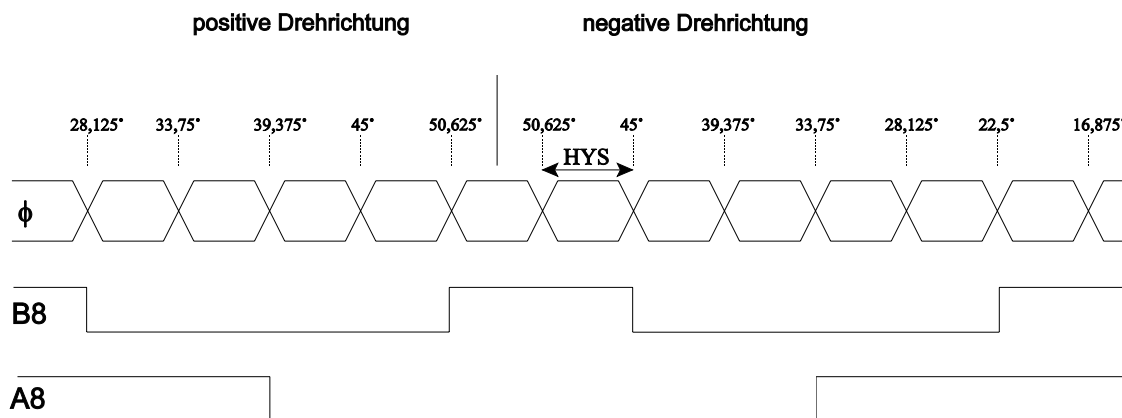 positive Drehrichtung negative Drehrichtung
28,125° 33,75° 39,375° 45° 50,625° 50,625° 45° 39,375° 33,75° 28,125° 22,5° 16,875°
HYS
ϕ
B8
A8